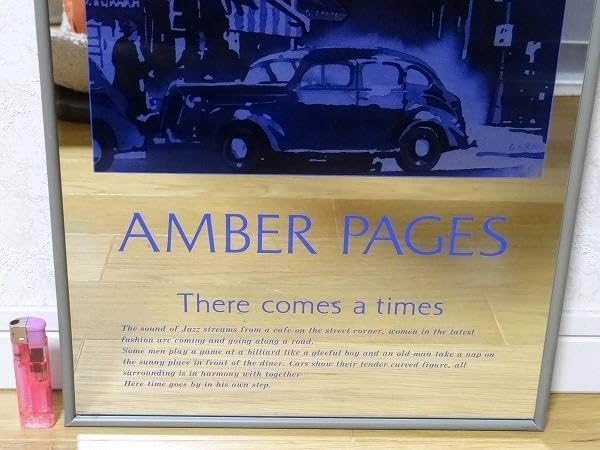 GORO
AMBER PAGES
There comes a times
The sound of Jazz streams from a cafe on the street corner, women in the latest
fashion are coming and going along a road.
Some men play a game at a billiard like a gleeful boy and an old man take a nap on
the sunny place in front of the diner. Cars show their tender curved figure, all
surrounding is in harmony with together
Here time goes by in his own step.